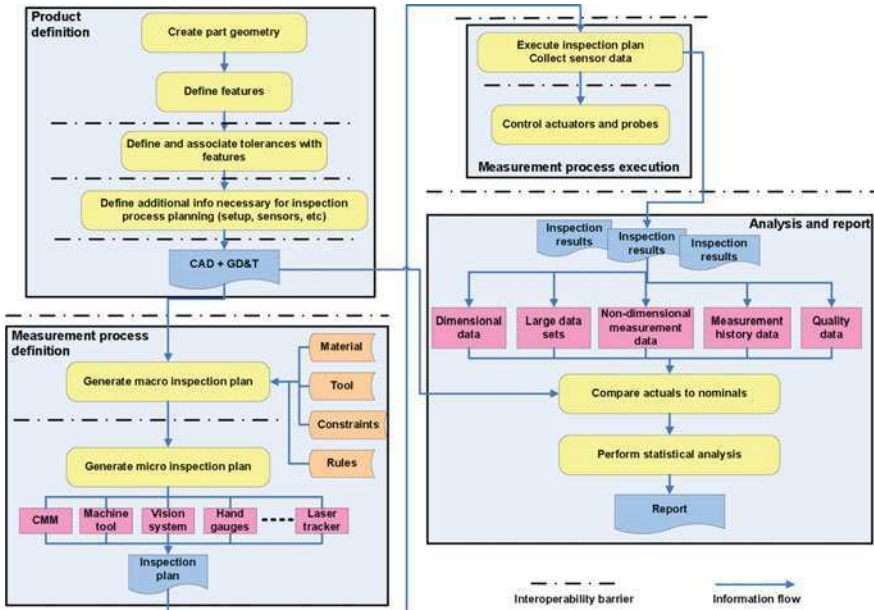 Product
definition
Create part geometry
Define features
Define and associate tolerances with
features
Define additional info necessary for inspection
process planning (setup, sensors, etc)
CAD + GD&T
Measurement process
definition
Generate macro inspection plan
Material
Tool
Constraints
Rules
Generate micro inspection plan
CMM
Machine
tool
Vision
system
Hand
gauges
Laser
tracker
Inspection
plan
Execute inspection plan
Collect sensor data
Control actuators and probes
Measurement process execution
Analysis and report
Inspection
results
Inspection
results
Inspection
results
Dimensional
data
Large data
sets
Non-dimensional
measurement
data
Measurement
history data
Quality
data
Compare actuals to nominals
Perform statistical analysis
Report
Interoperability barrier
Information flow